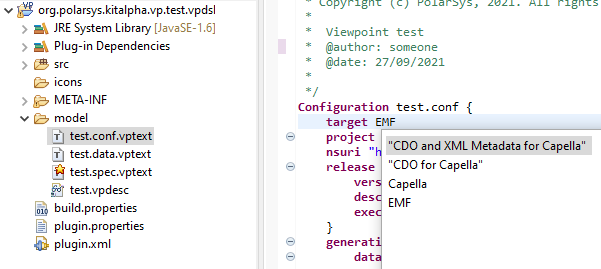 org.polarsys.kitalpha.vp.test.vpdsl
JRE System Library [JavaSE-1.6]
Plug-in Dependencies
src
icons
META-INF
model
test.conf.vptext
test.data.vptext
test.spec.vptext
test.vpdesc
build.properties
plugin.properties
plugin.xml
* Copyright (c) PolarSys, 2021. All rights
*
* Viewpoint test
* @author: someone
* @date: 27/09/2021
*
*/
Configuration test.conf {
target EMF
project
nsuri "h
release
vers
desc
exec
}
generati
data
"CDO and XML Metadata for Capella"
"CDO for Capella"
Capella
EMF